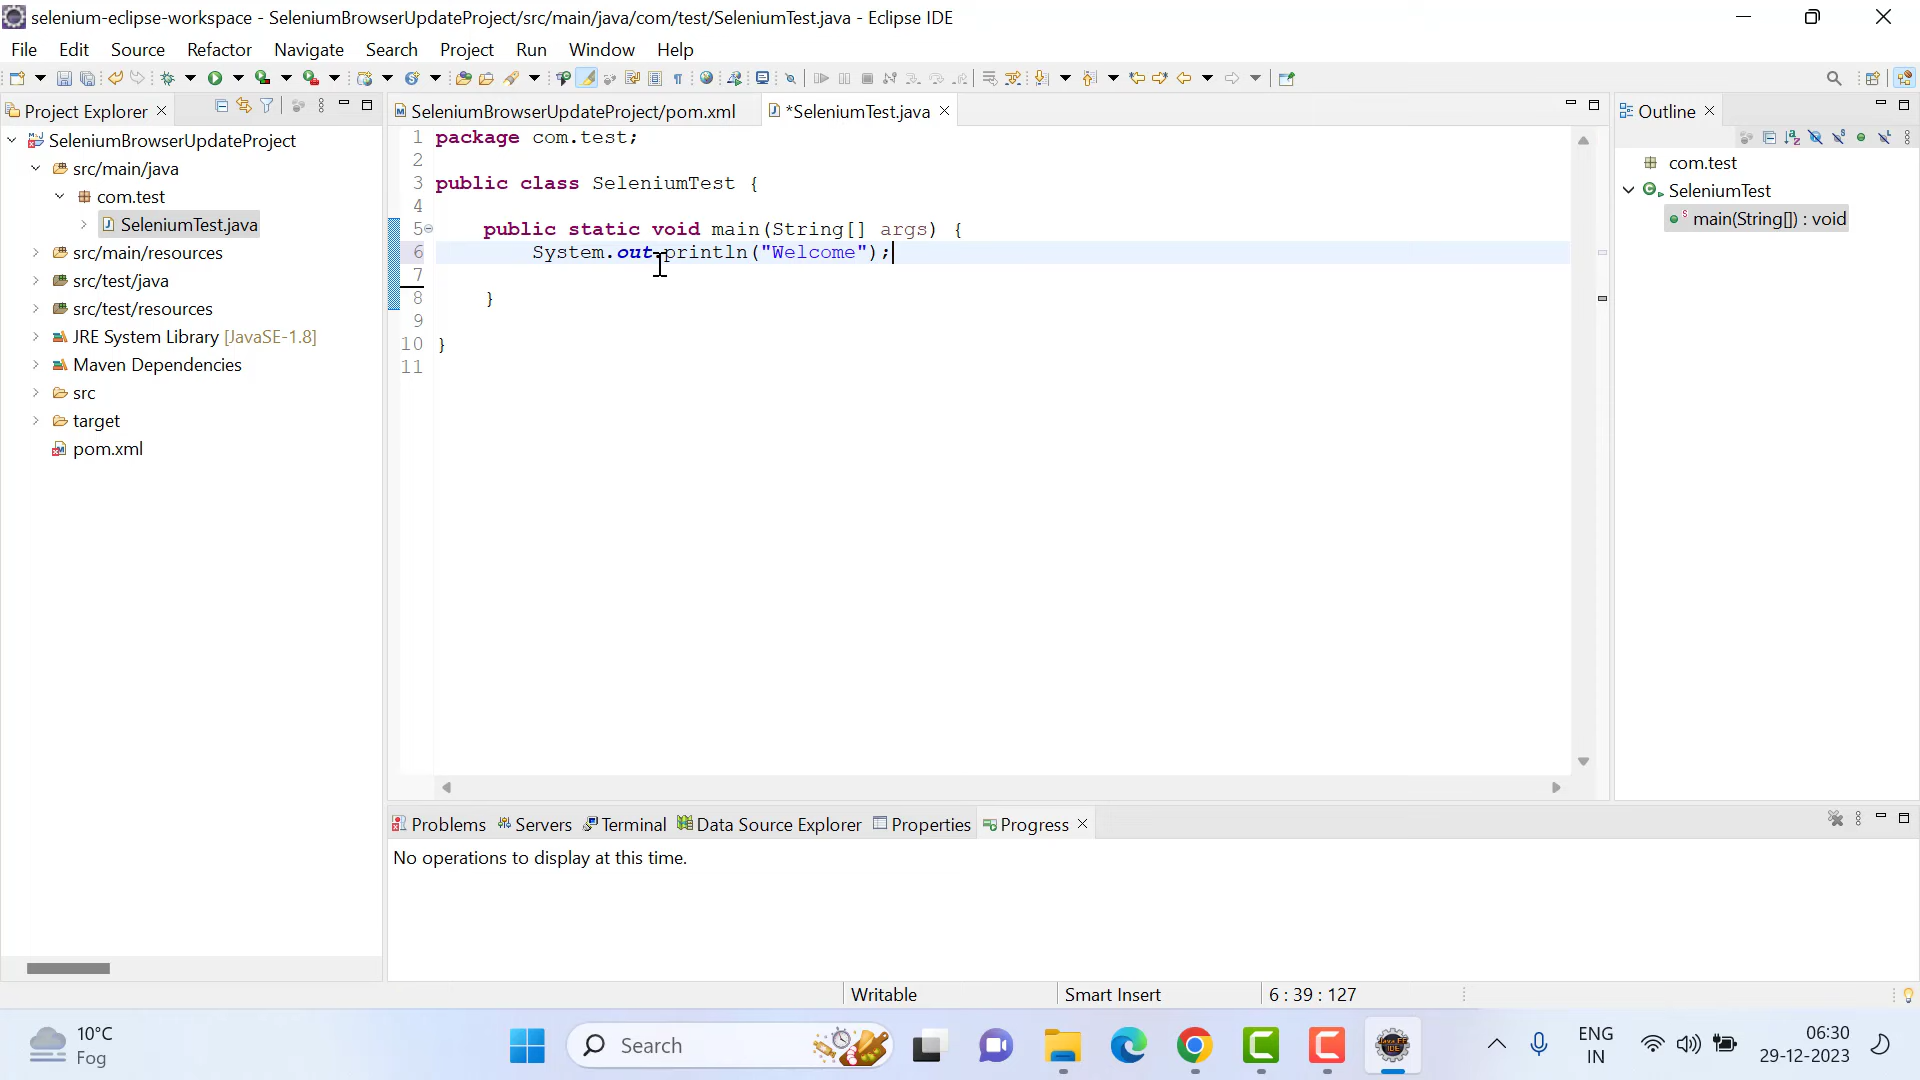 selenium-eclipse-workspace - SeleniumBrowserUpdateProject/src/main/java/com/test/SeleniumTest.java - Eclipse IDE
File Edit Source Refactor Navigate Search Project Run Window Help
Project Explorer
SeleniumBrowserUpdateProject
src/main/java
com.test
SeleniumTest.java
src/main/resources
src/test/java
src/test/resources
JRE System Library [JavaSE-1.8]
Maven Dependencies
src
target
pom.xml
SeleniumBrowserUpdateProject/pom.xml *SeleniumTest.java
1 package com.test;
2
3 public class SeleniumTest {
4
5 public static void main(String[] args) {
6 System.out.println("Welcome");
7
8 }
9
10 }
11
Outline
com.test
SeleniumTest
main(String[]) : void
Problems Servers Terminal Data Source Explorer Properties Progress
No operations to display at this time.
Writable Smart Insert 6 : 39 : 127
10°C
Fog
Search
ENG
IN
06:30
29-12-2023